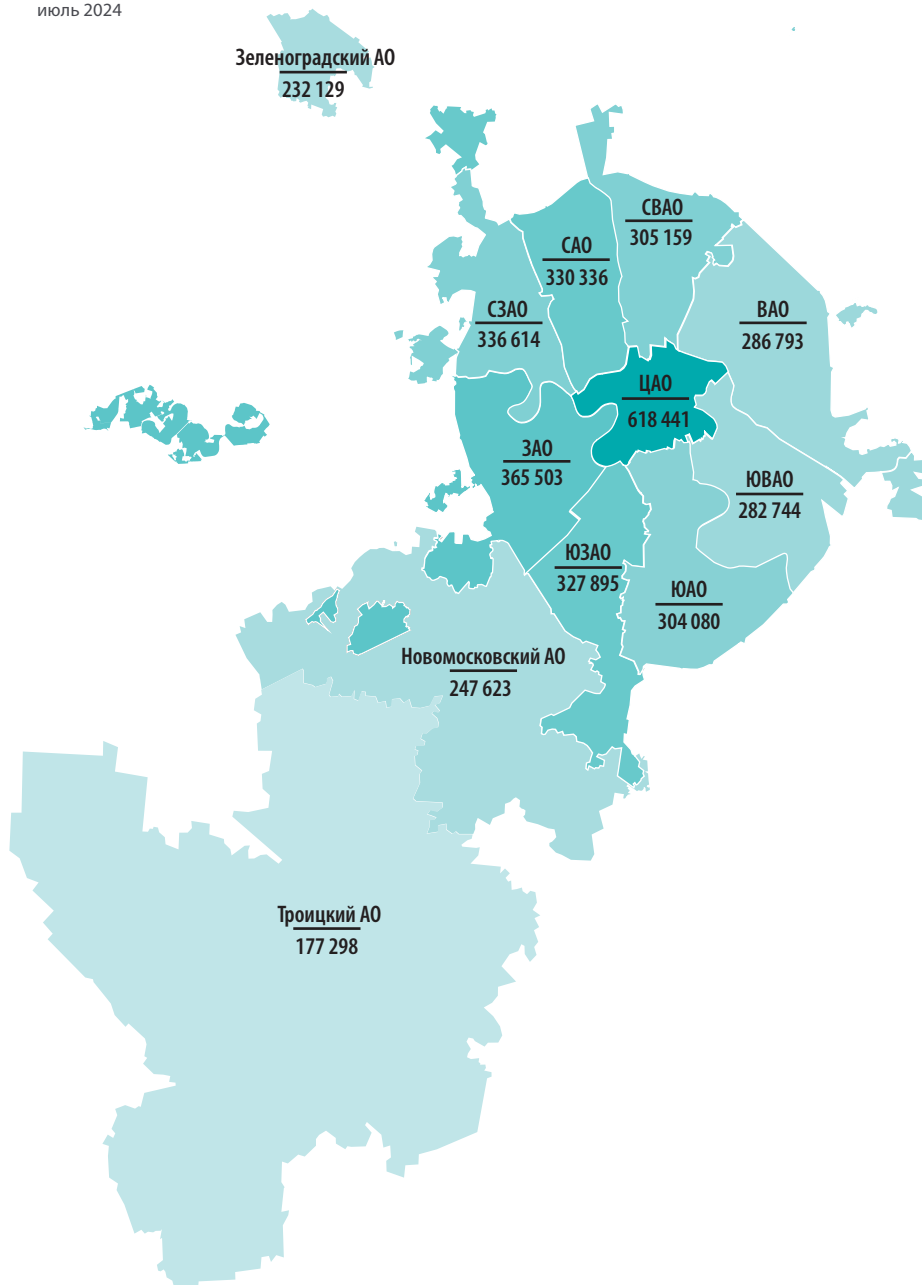 июль 2024
Зеленоградский АО
232 129
СВАО
305 159
САО
330 336
СЗАО
336 614
ВАО
286 793
ЦАО
618 441
ЗАО
365 503
ЮВАО
282 744
ЮЗАО
327 895
ЮАО
304 080
Новомосковский АО
247 623
Троицкий АО
177 298